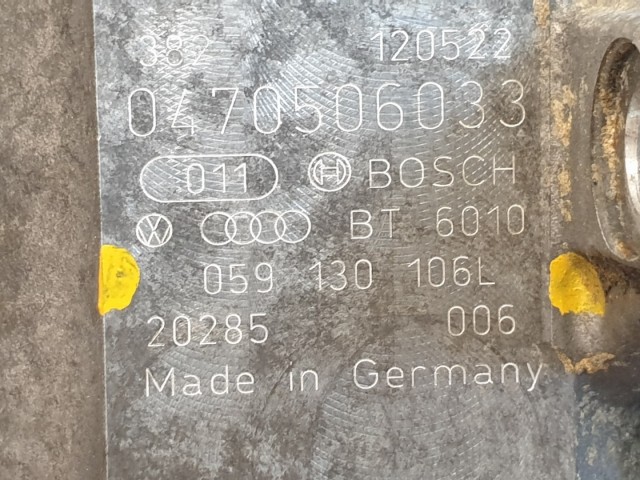 382 120522
0470506033
011 BOSCH
BT 6010
059 130 106L
20285 006
Made in Germany